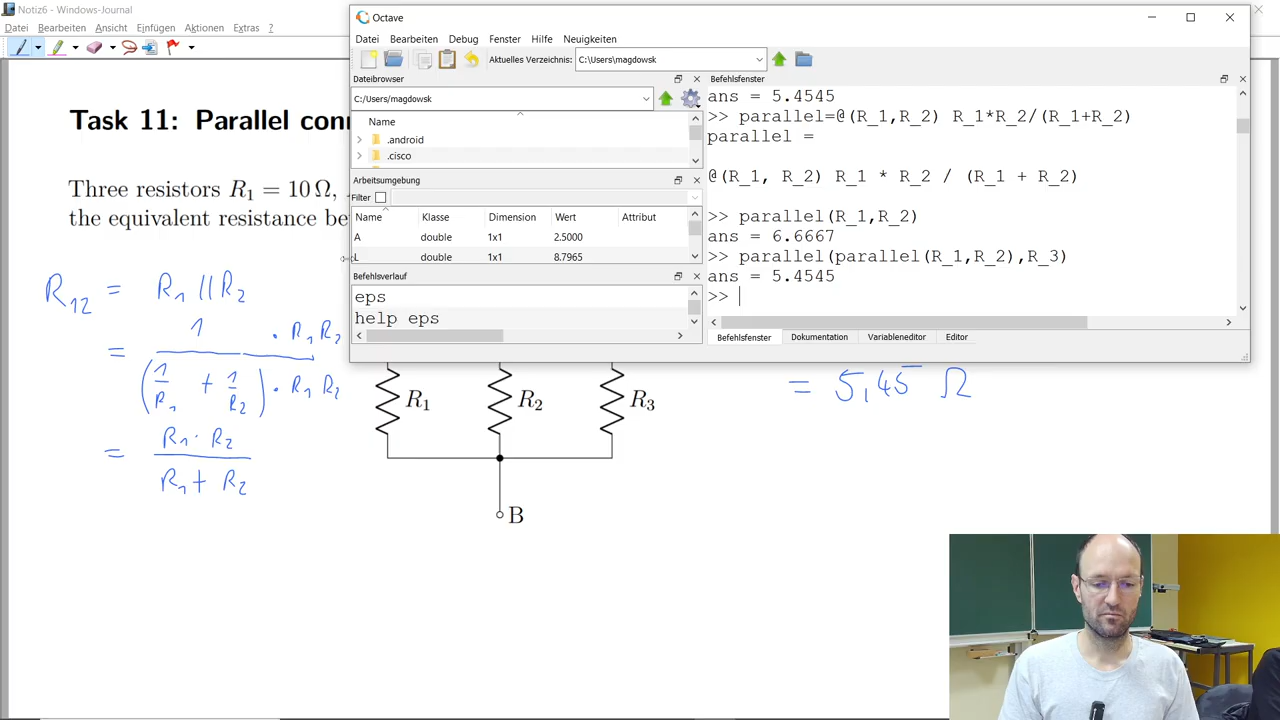 Notiz6 - Windows-Journal
Datei Bearbeiten Ansicht Einfügen Aktionen Extras ?
Task 11: Parallel con
Three resistors R₁ = 10 Ω,
the equivalent resistance be
R₁₂ = R₁ // R₂
= 1 · R₁ R₂
(1/R₁ + 1/R₂) · R₁ R₂
= R₁ · R₂
R₁ + R₂
R₁
R₂
R₃
B
= 5,45 Ω
Octave
Datei Bearbeiten Debug Fenster Hilfe Neuigkeiten
Aktuelles Verzeichnis: C:\Users\magdowsk
Dateibrowser
C:/Users/magdowsk
Name
.android
.cisco
Arbeitsumgebung
Filter
Name Klasse Dimension Wert Attribut
A double 1x1 2.5000
L double 1x1 8.7965
Befehlsverlauf
eps
help eps
Befehlsfenster
ans = 5.4545
>> parallel=@(R_1,R_2) R_1*R_2/(R_1+R_2)
parallel =
@(R_1, R_2) R_1 * R_2 / (R_1 + R_2)
>> parallel(R_1,R_2)
ans = 6.6667
>> parallel(parallel(R_1,R_2),R_3)
ans = 5.4545
>>
Befehlsfenster Dokumentation Variableneditor Editor